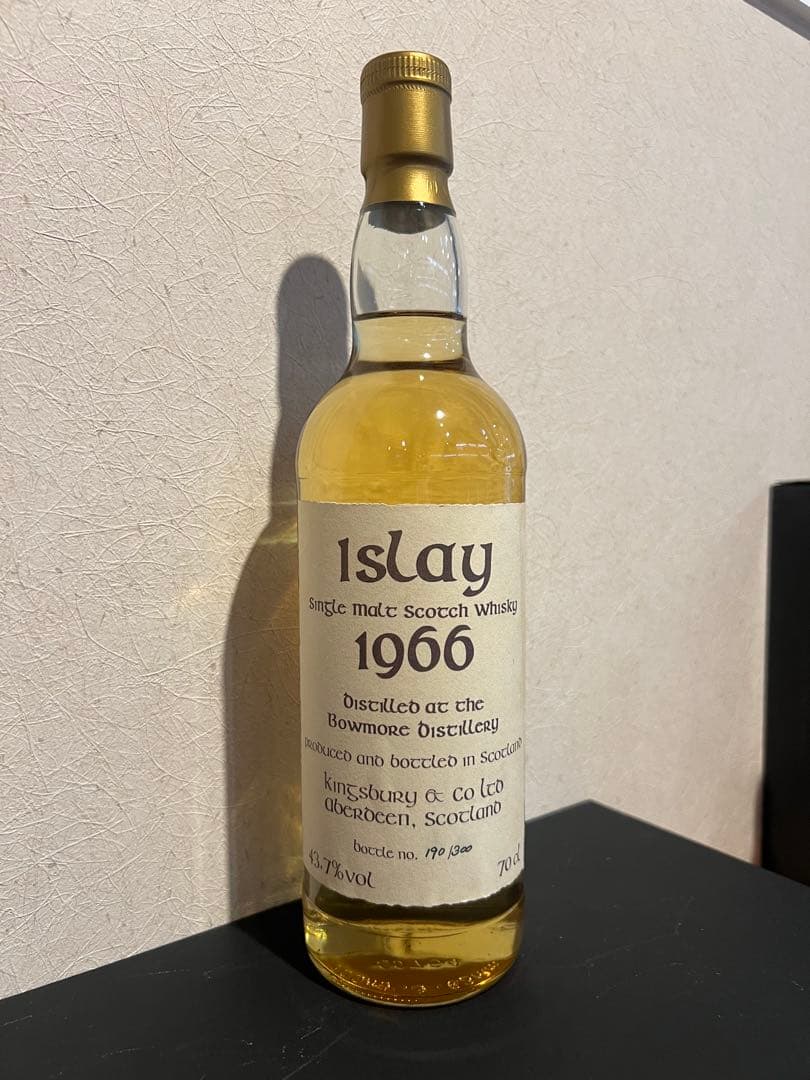 Islay
Single Malt Scotch Whisky
1966
Distilled at the
Bowmore Distillery
produced and bottled in Scotland
Kingsbury & Co Ltd
Aberdeen, Scotland
bottle no. 190/300
43.7%vol 70cl